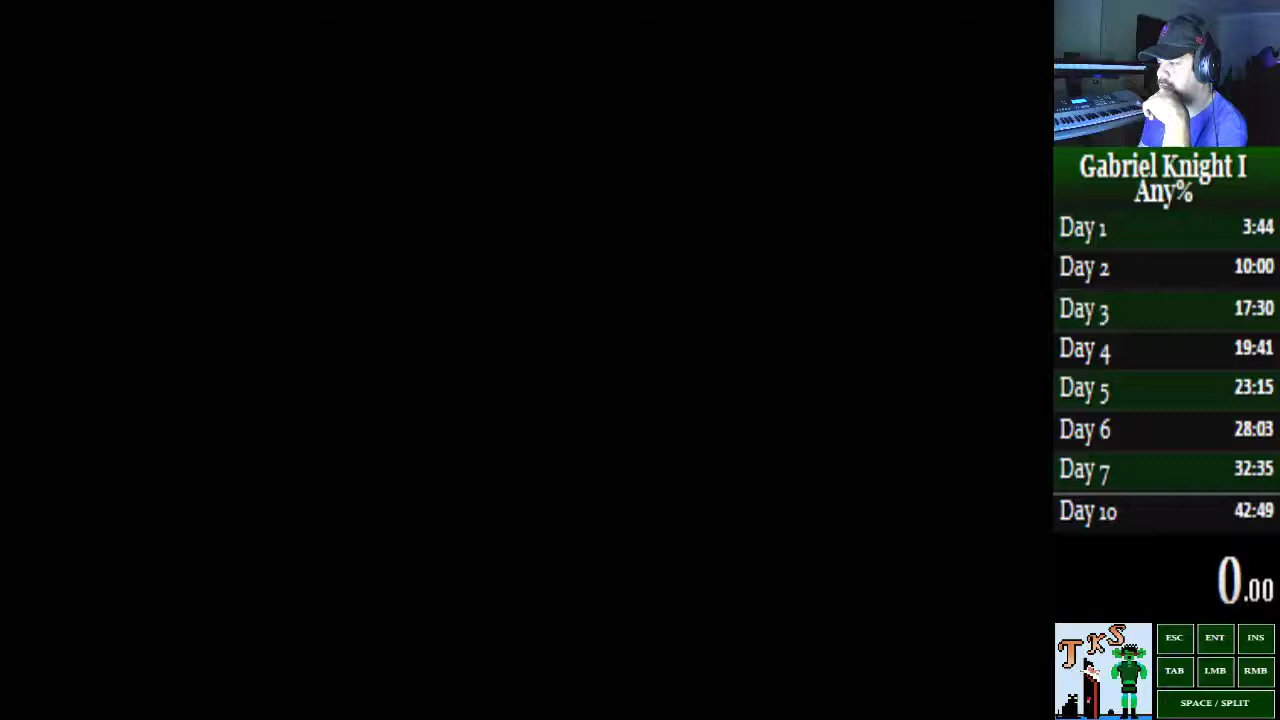 Gabriel Knight I
Any%
Day 1 3:44
Day 2 10:00
Day 3 17:30
Day 4 19:41
Day 5 23:15
Day 6 28:03
Day 7 32:35
Day 10 42:49
0.00
TKS
ESC ENT INS
TAB LMB RMB
SPACE / SPLIT